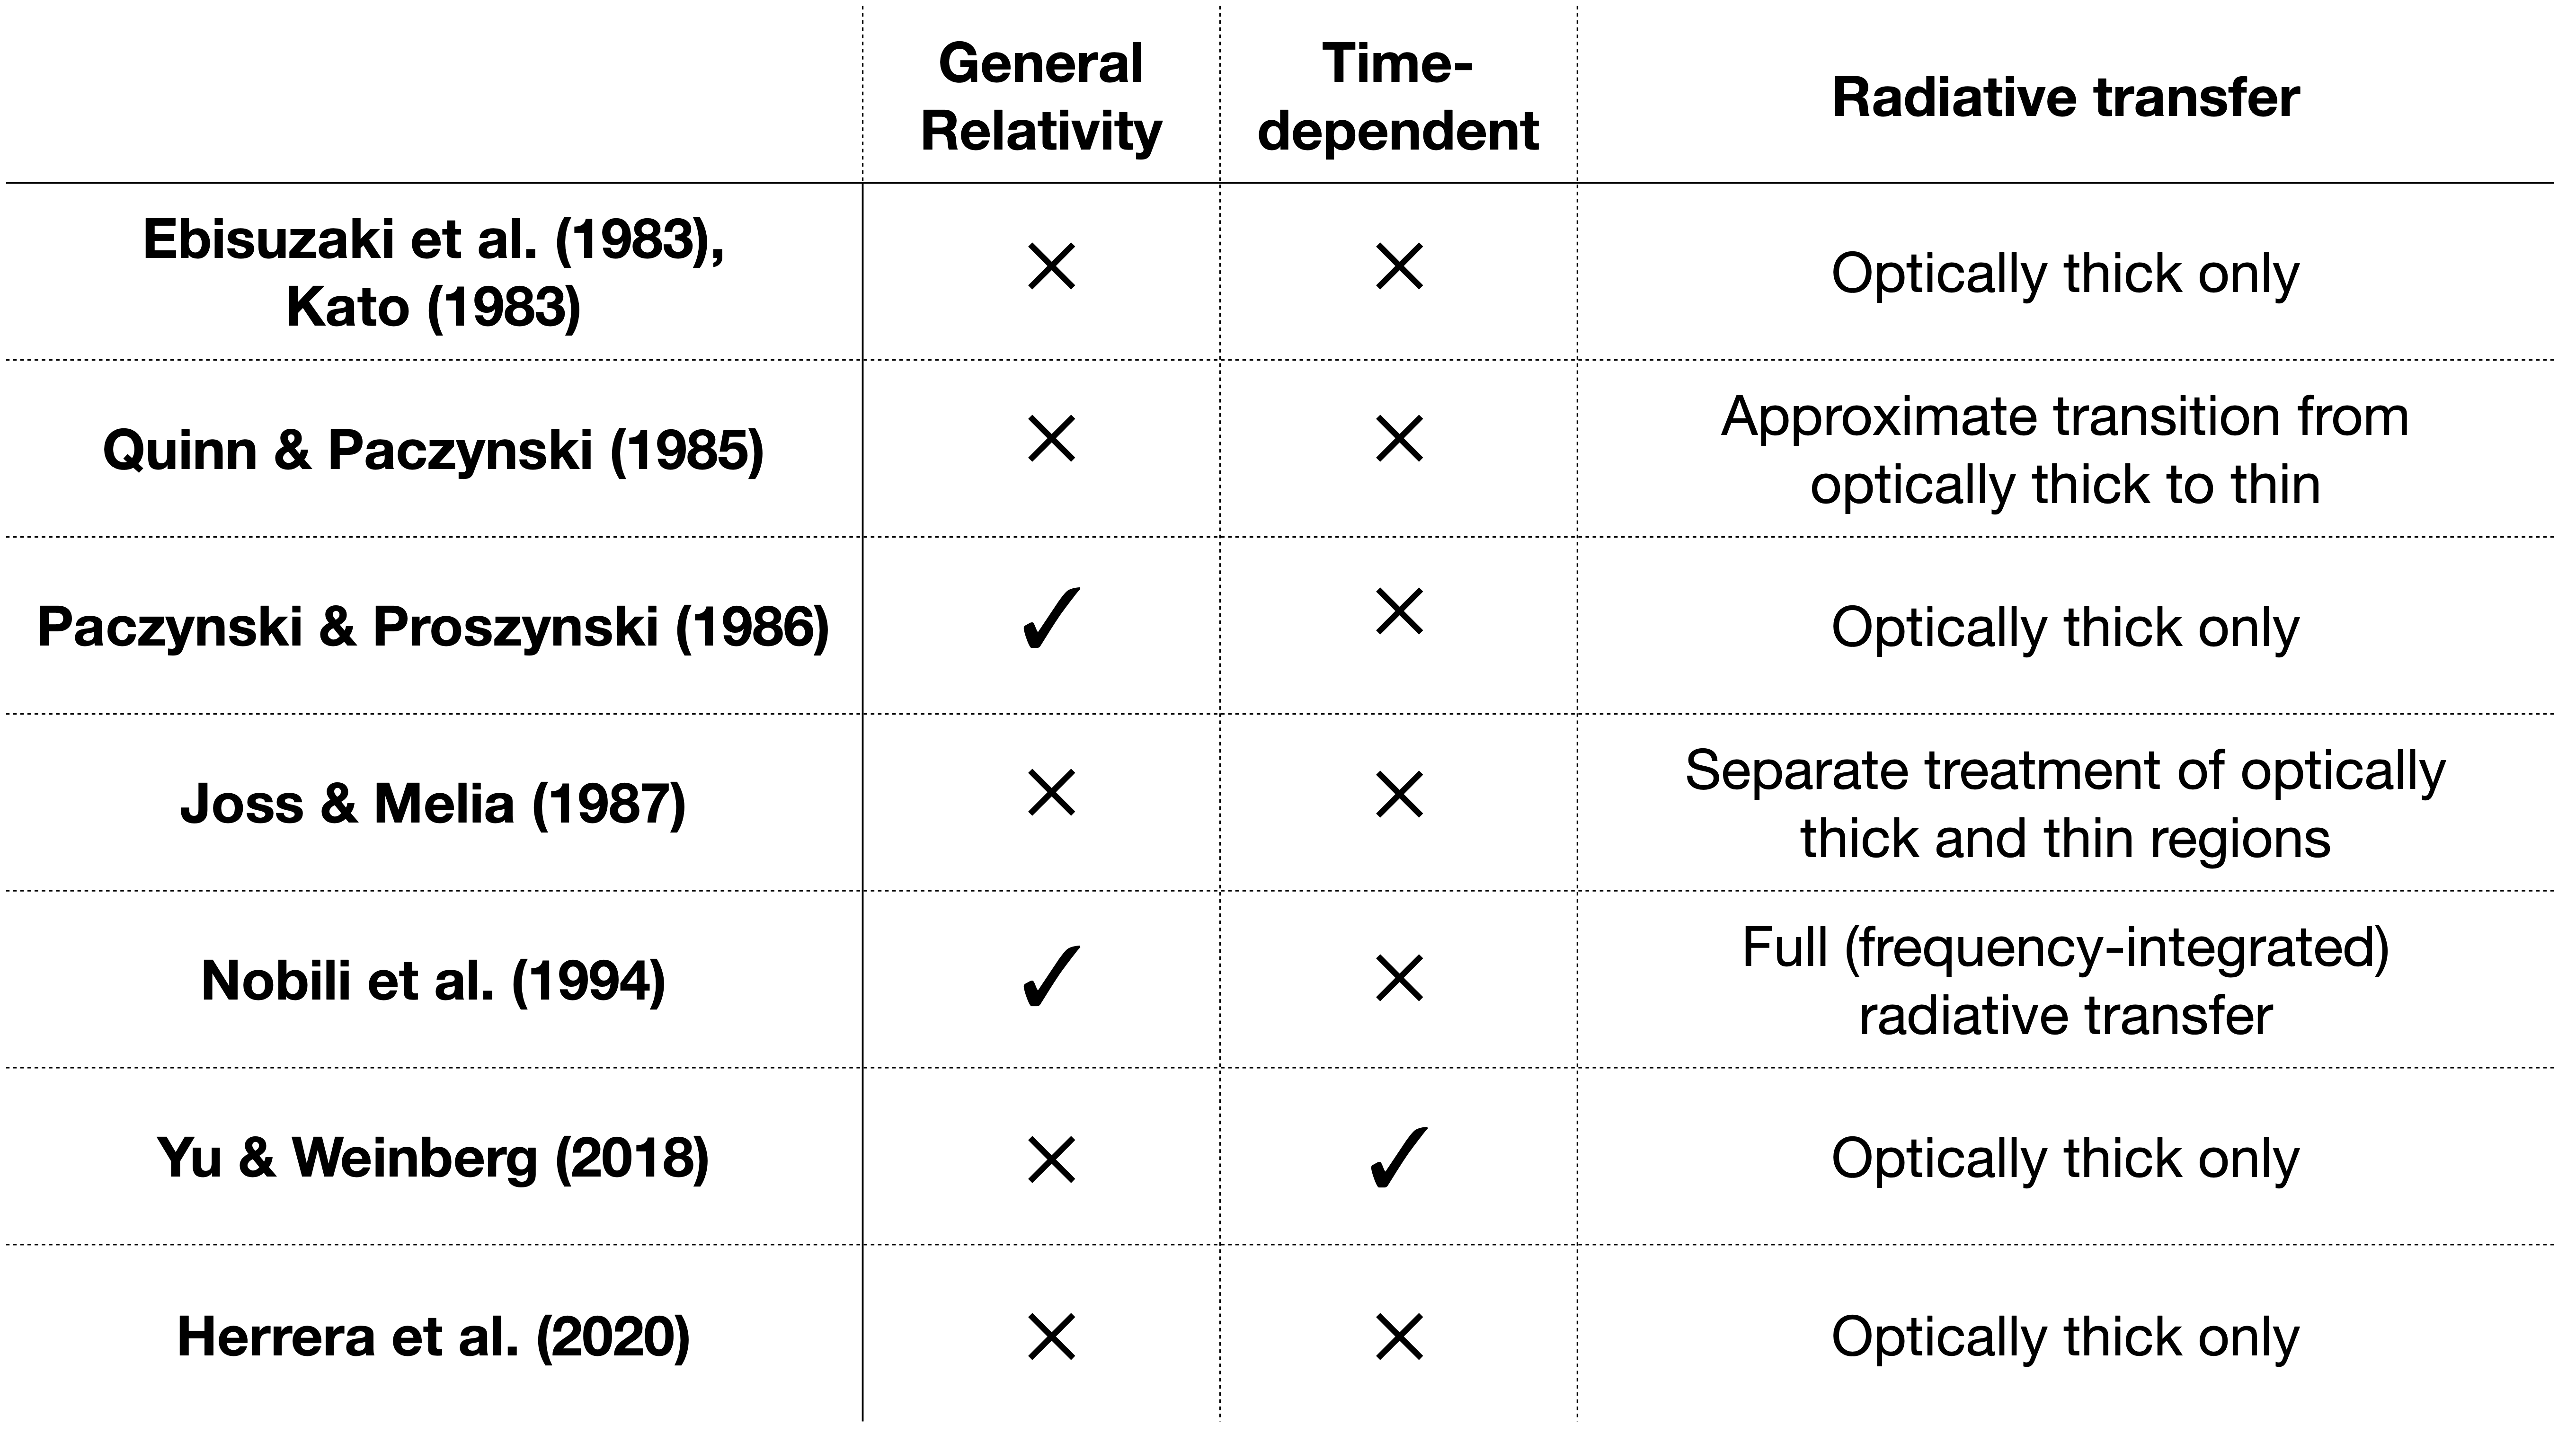 General
Relativity
Time-
dependent
Radiative transfer
Ebisuzaki et al. (1983),
Kato (1983)
× × Optically thick only
Quinn & Paczynski (1985) × × Approximate transition from
optically thick to thin
Paczynski & Proszynski (1986) ✓ × Optically thick only
Joss & Melia (1987) × × Separate treatment of optically
thick and thin regions
Nobili et al. (1994) ✓ × Full (frequency-integrated)
radiative transfer
Yu & Weinberg (2018) × ✓ Optically thick only
Herrera et al. (2020) × × Optically thick only